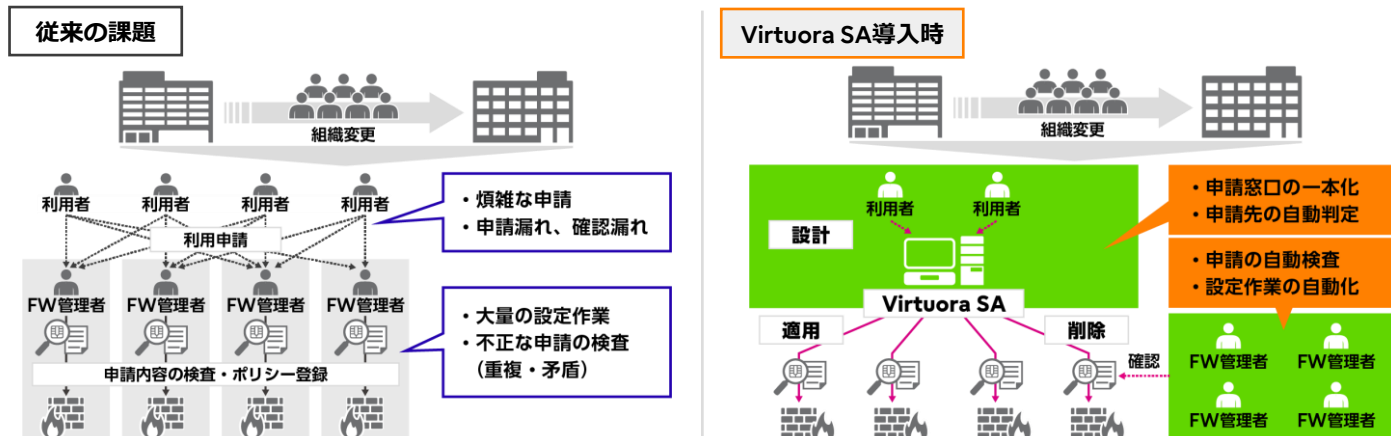 従来の課題
組織変更
利用者 利用者 利用者 利用者
利用申請
・煩雑な申請
・申請漏れ、確認漏れ
FW管理者 FW管理者 FW管理者 FW管理者
・大量の設定作業
・不正な申請の検査
（重複・矛盾）
申請内容の検査・ポリシー登録
Virtuora SA導入時
組織変更
利用者 利用者
設計
Virtuora SA
・申請窓口の一本化
・申請先の自動判定
・申請の自動検査
・設定作業の自動化
適用
削除
確認
FW管理者 FW管理者
FW管理者 FW管理者